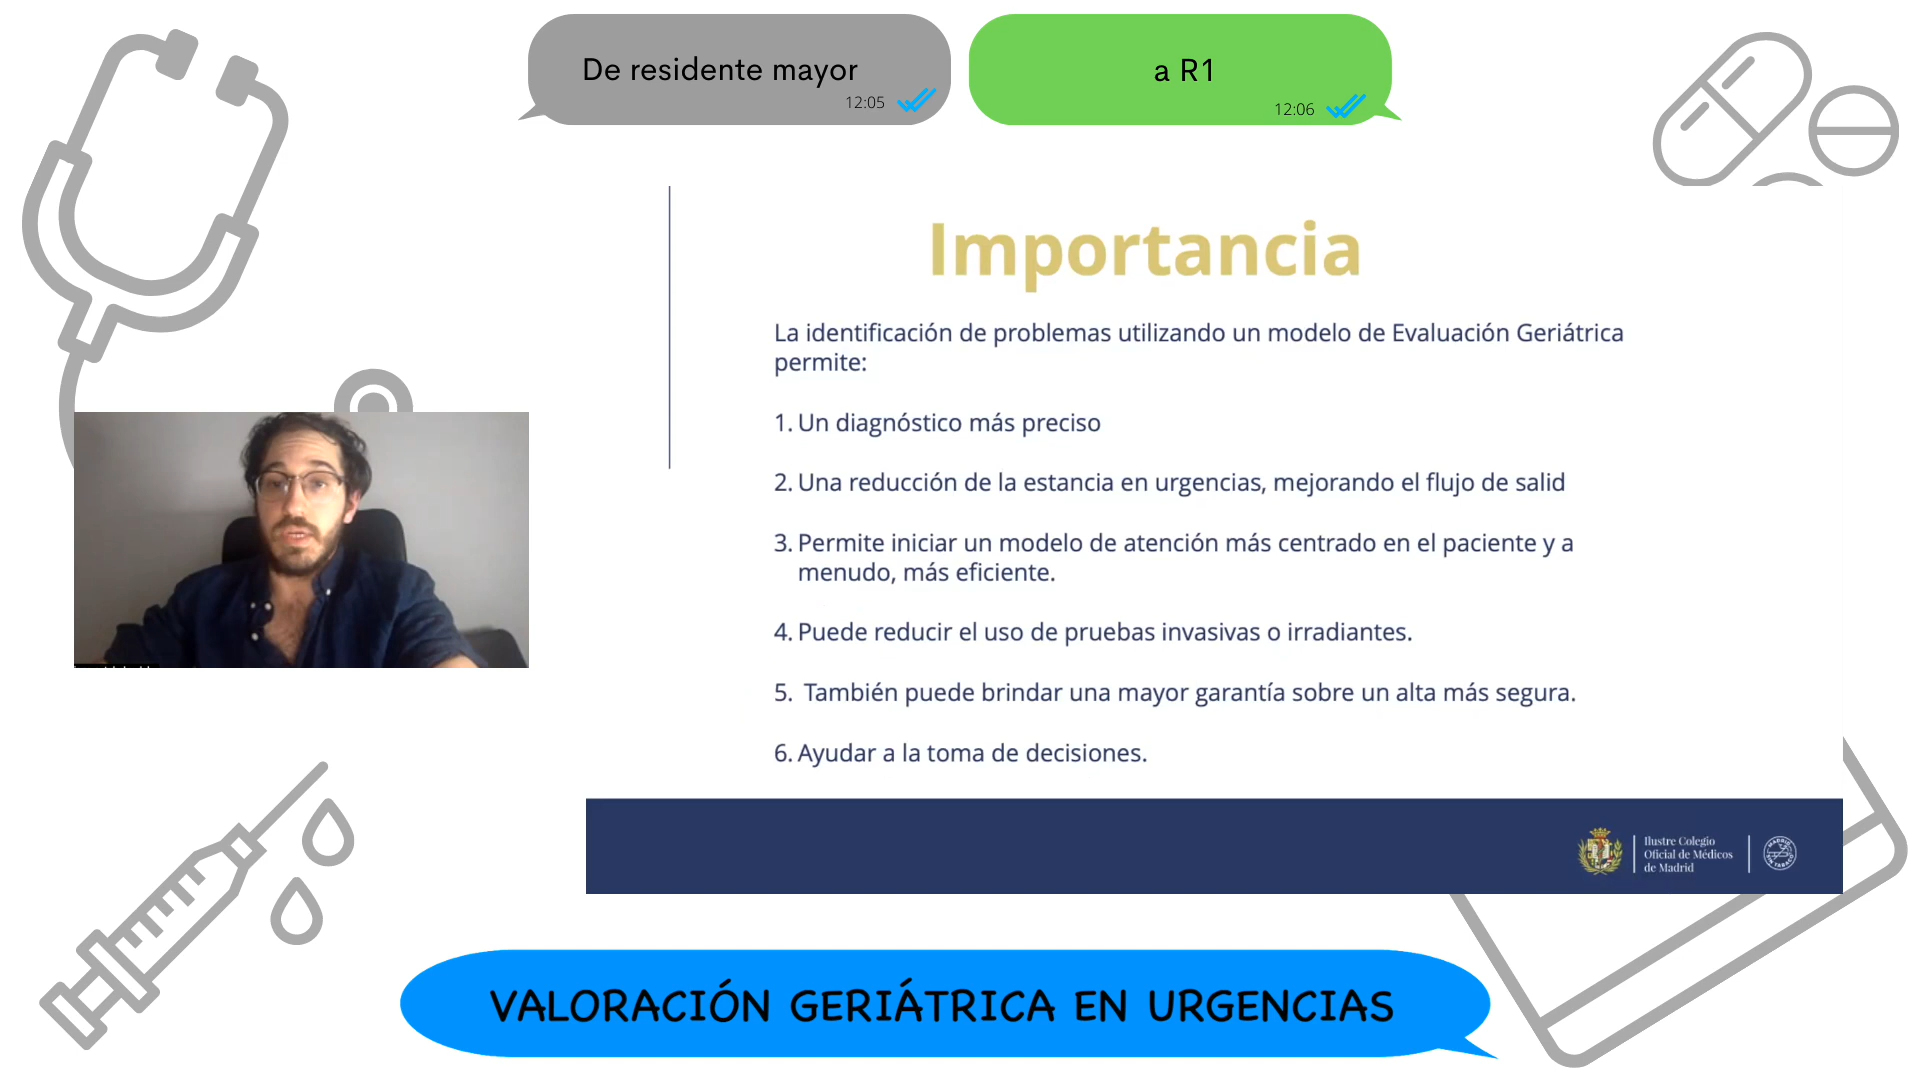 De residente mayor
12:05
a R1
12:06
Importancia
La identificación de problemas utilizando un modelo de Evaluación Geriátrica
permite:
1. Un diagnóstico más preciso
2. Una reducción de la estancia en urgencias, mejorando el flujo de salid
3. Permite iniciar un modelo de atención más centrado en el paciente y a
menudo, más eficiente.
4. Puede reducir el uso de pruebas invasivas o irradiantes.
5. También puede brindar una mayor garantía sobre un alta más segura.
6. Ayudar a la toma de decisiones.
Ilustre Colegio
Oficial de Médicos
de Madrid
VALORACIÓN GERIÁTRICA EN URGENCIAS